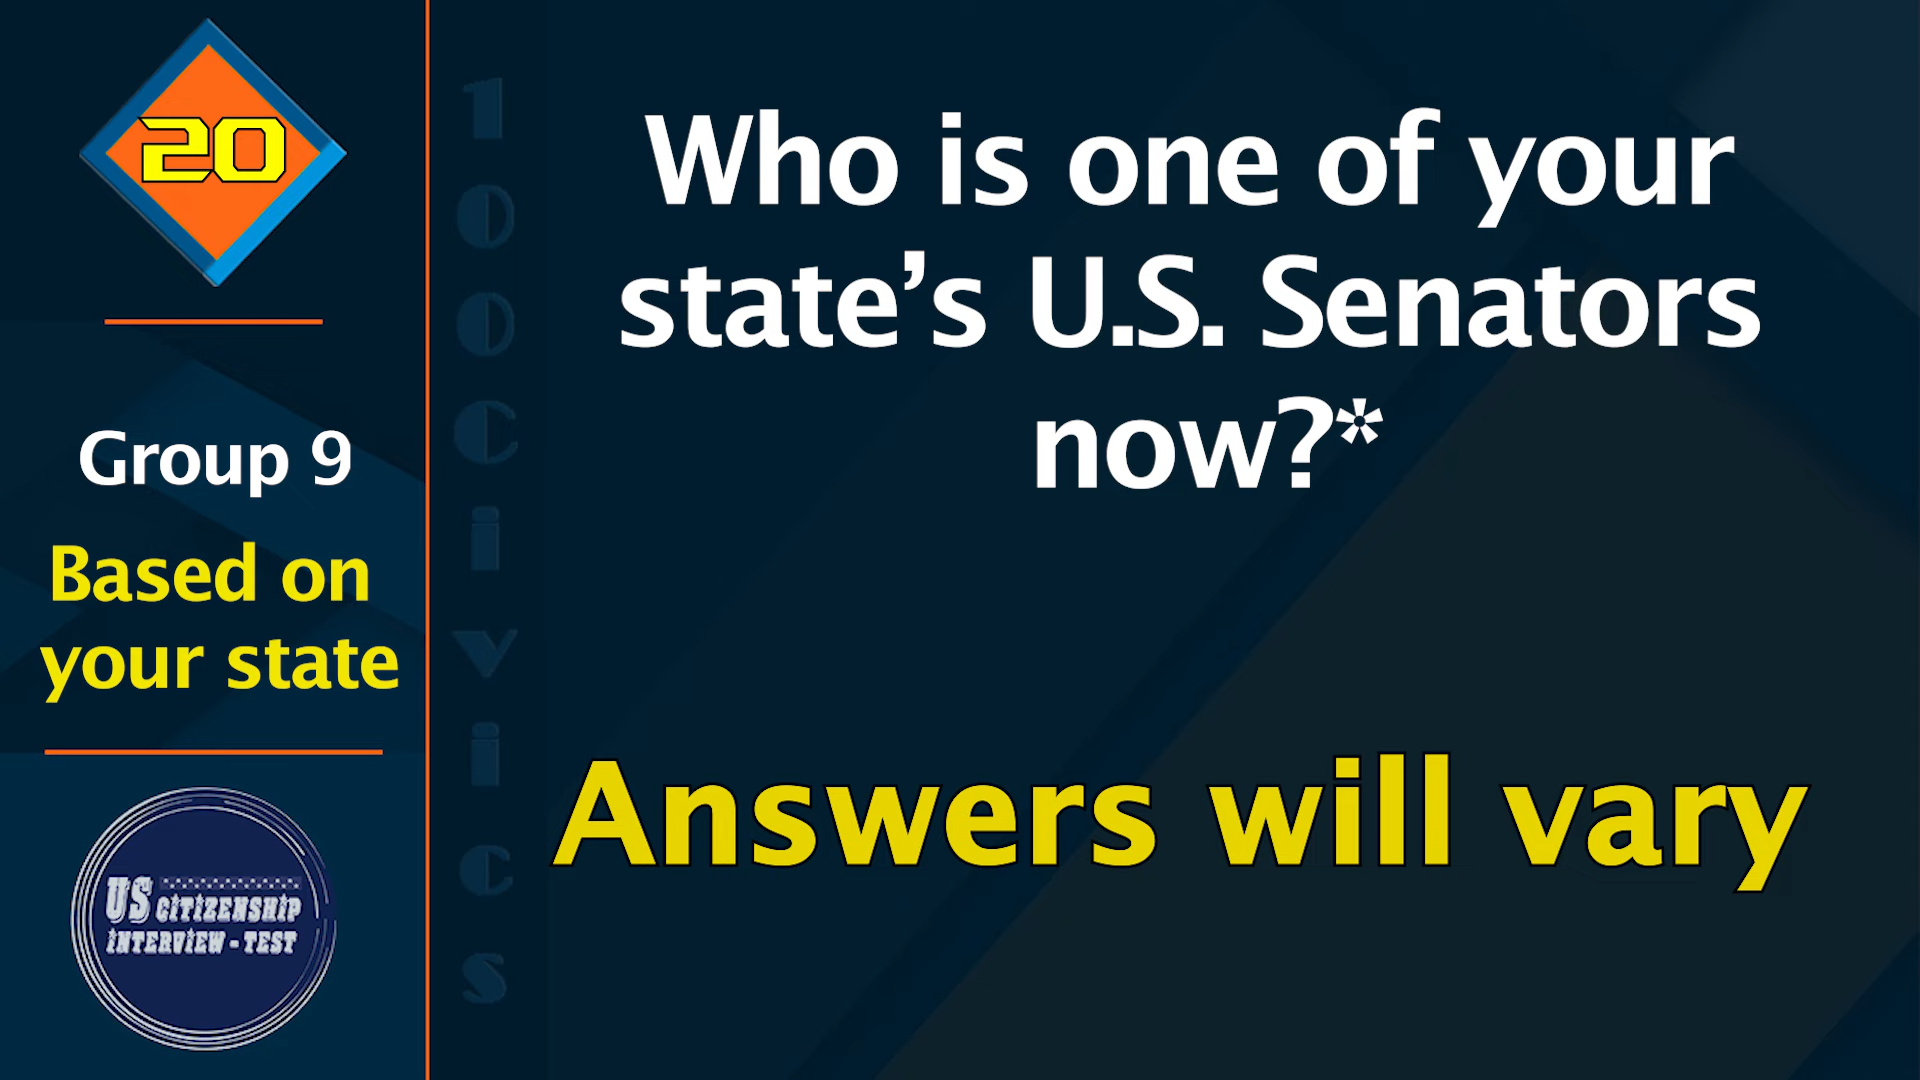 20
Group 9
Based on
your state
US CITIZENSHIP
INTERVIEW - TEST
100 Civics
Who is one of your
state’s U.S. Senators
now?*
Answers will vary